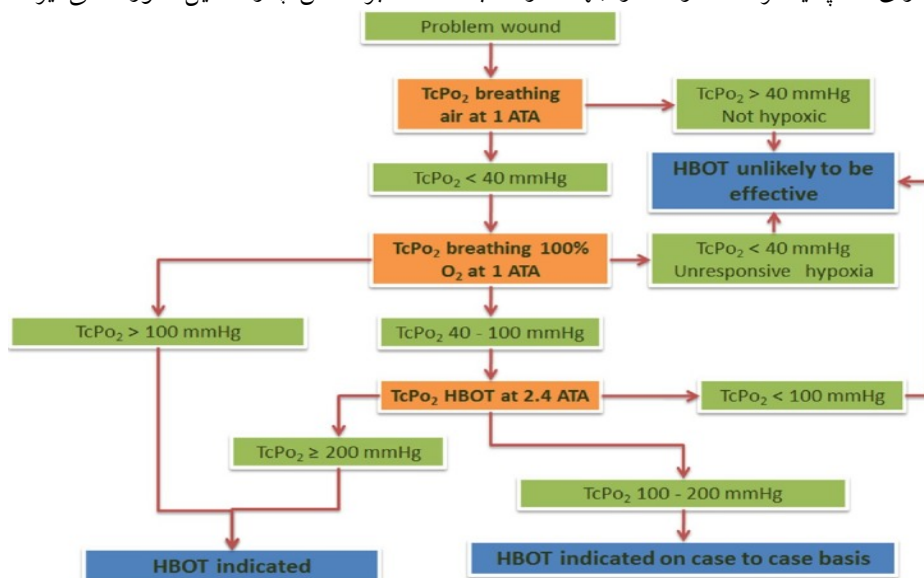 Problem wound
TcPo₂ breathing
air at 1 ATA
TcPo₂ > 40 mmHg
Not hypoxic
TcPo₂ < 40 mmHg
HBOT unlikely to be
effective
TcPo₂ breathing 100%
O₂ at 1 ATA
TcPo₂ < 40 mmHg
Unresponsive hypoxia
TcPo₂ > 100 mmHg
TcPo₂ 40 - 100 mmHg
TcPo₂ HBOT at 2.4 ATA
TcPo₂ < 100 mmHg
TcPo₂ ≥ 200 mmHg
TcPo₂ 100 - 200 mmHg
HBOT indicated
HBOT indicated on case to case basis